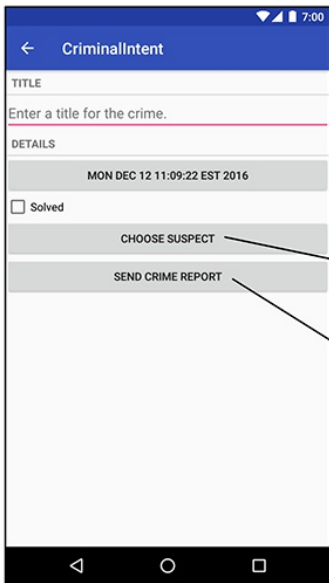 7:00
CriminalIntent
TITLE
Enter a title for the crime.
DETAILS
MON DEC 12 11:09:22 EST 2016
Solved
CHOOSE SUSPECT
SEND CRIME REPORT